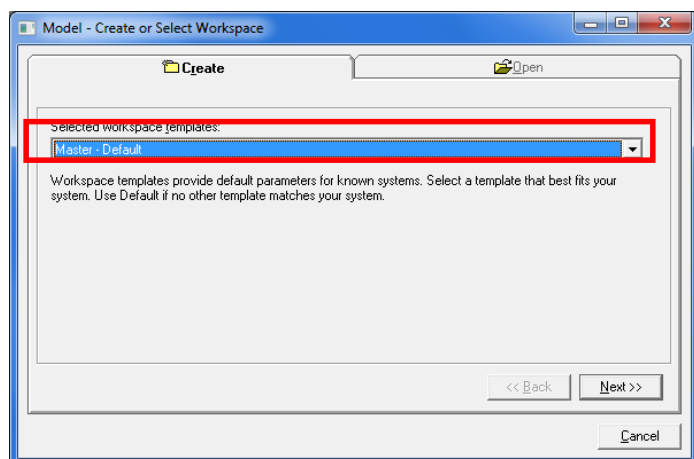 Model - Create or Select Workspace
Create
Open
Selected workspace templates:
Master - Default
Workspace templates provide default parameters for known systems. Select a template that best fits your
system. Use Default if no other template matches your system.
<< Back
Next >>
Cancel